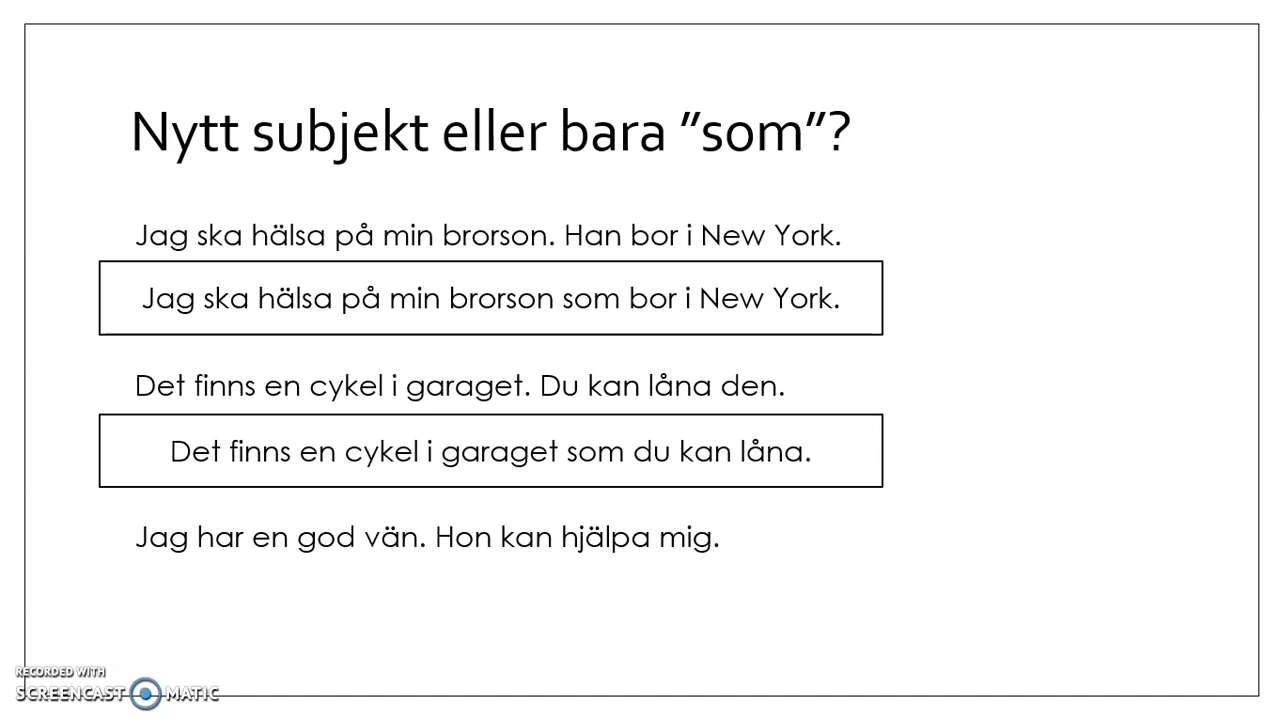 Nytt subjekt eller bara ”som”?
Jag ska hälsa på min brorson. Han bor i New York.
Jag ska hälsa på min brorson som bor i New York.
Det finns en cykel i garaget. Du kan låna den.
Det finns en cykel i garaget som du kan låna.
Jag har en god vän. Hon kan hjälpa mig.
RECORDED WITH
SCREENCAST MATIC